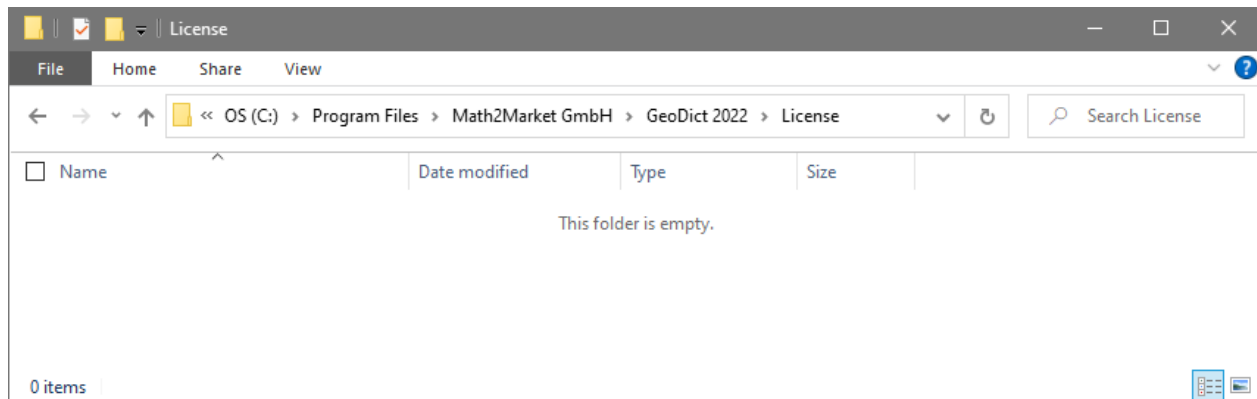 License
File Home Share View
« OS (C:) › Program Files › Math2Market GmbH › GeoDict 2022 › License Search License
Name Date modified Type Size
This folder is empty.
0 items